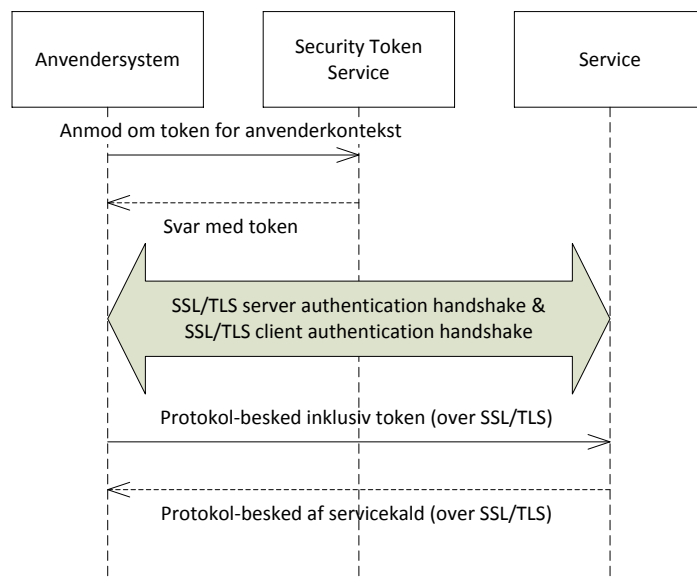 Anvendersystem
Security Token
Service
Service
Anmod om token for anvenderkontekst
Svar med token
SSL/TLS server authentication handshake &
SSL/TLS client authentication handshake
Protokol-besked inklusiv token (over SSL/TLS)
Protokol-besked af servicekald (over SSL/TLS)